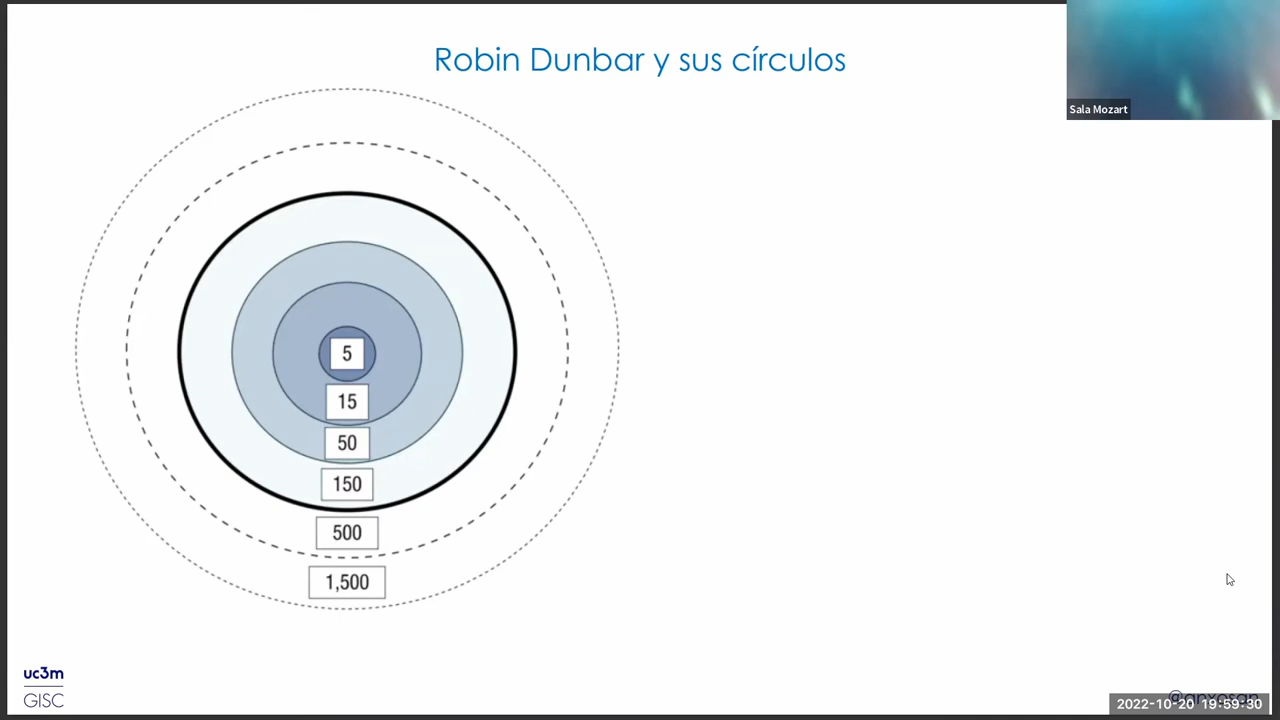 Robin Dunbar y sus círculos
Sala Mozart
5
15
50
150
500
1,500
uc3m
GISC
@anxosan
2022-10-20 19:59:30